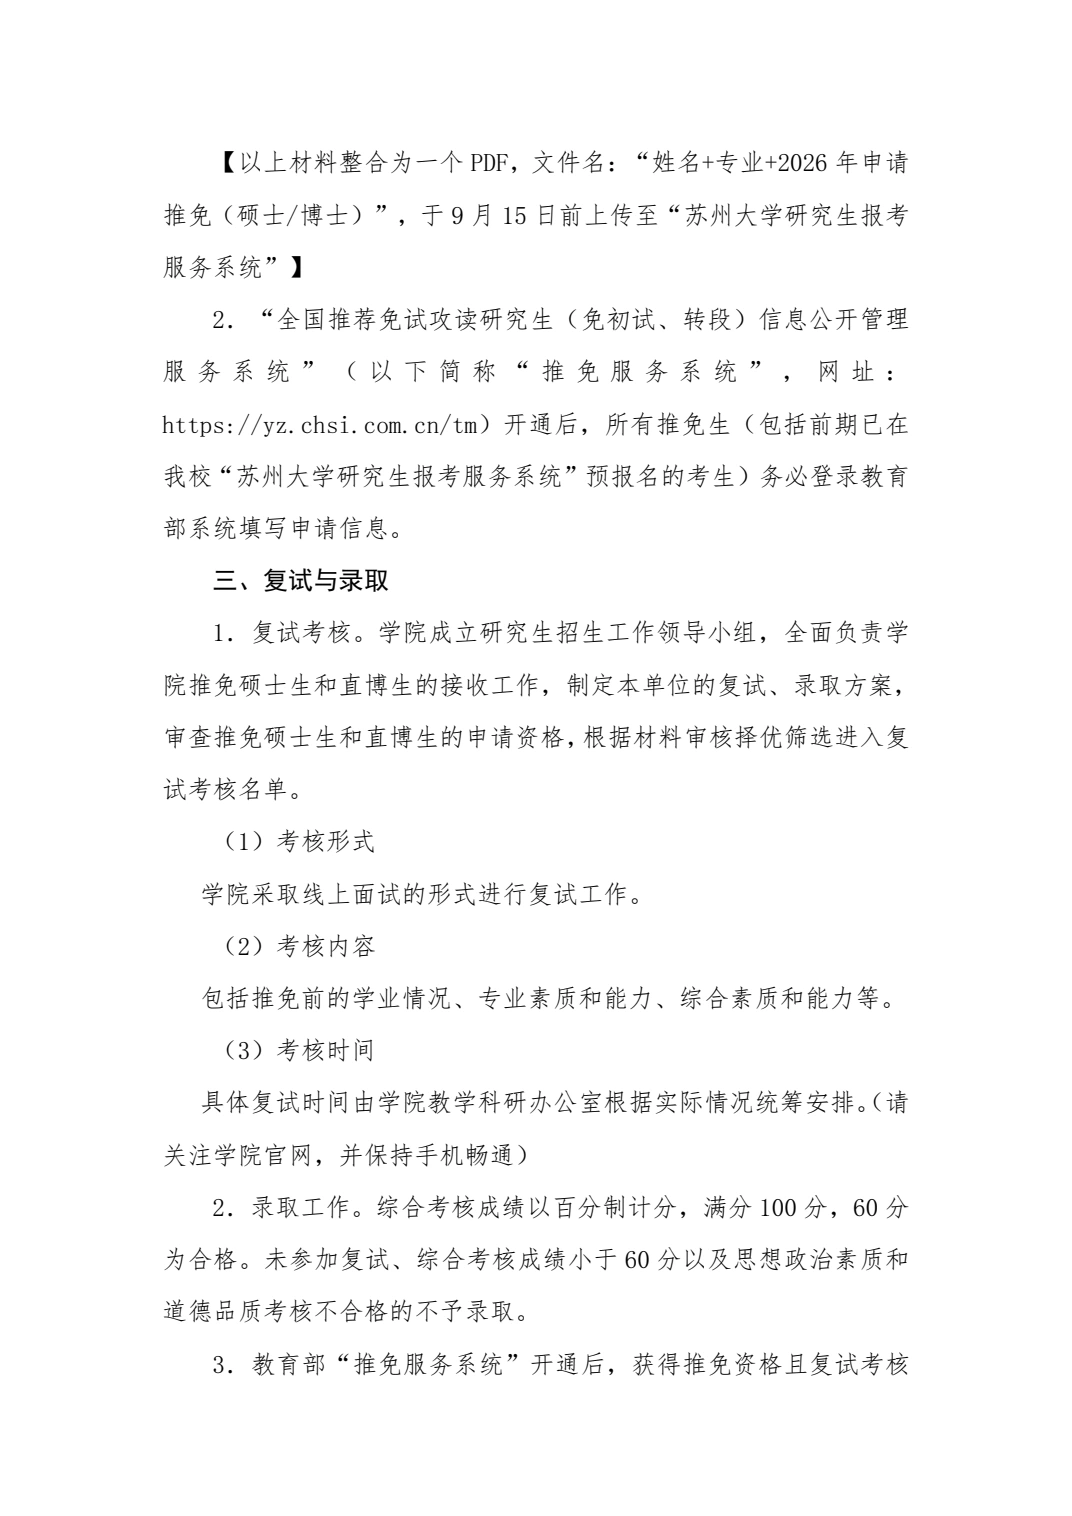 【以上材料整合为一个 PDF，文件名：“姓名+专业+2026 年申请
推免（硕士/博士）”，于 9 月 15 日前上传至“苏州大学研究生报考
服务系统”】
2．“全国推荐免试攻读研究生（免初试、转段）信息公开管理
服务系统”（以下简称“推免服务系统”，网址：
https://yz.chsi.com.cn/tm）开通后，所有推免生（包括前期已在
我校“苏州大学研究生报考服务系统”预报名的考生）务必登录教育
部系统填写申请信息。
三、复试与录取
1．复试考核。学院成立研究生招生工作领导小组，全面负责学
院推免硕士生和直博生的接收工作，制定本单位的复试、录取方案，
审查推免硕士生和直博生的申请资格，根据材料审核择优筛选进入复
试考核名单。
（1）考核形式
学院采取线上面试的形式进行复试工作。
（2）考核内容
包括推免前的学业情况、专业素质和能力、综合素质和能力等。
（3）考核时间
具体复试时间由学院教学科研办公室根据实际情况统筹安排。（请
关注学院官网，并保持手机畅通）
2．录取工作。综合考核成绩以百分制计分，满分 100 分，60 分
为合格。未参加复试、综合考核成绩小于 60 分以及思想政治素质和
道德品质考核不合格的不予录取。
3．教育部“推免服务系统”开通后，获得推免资格且复试考核